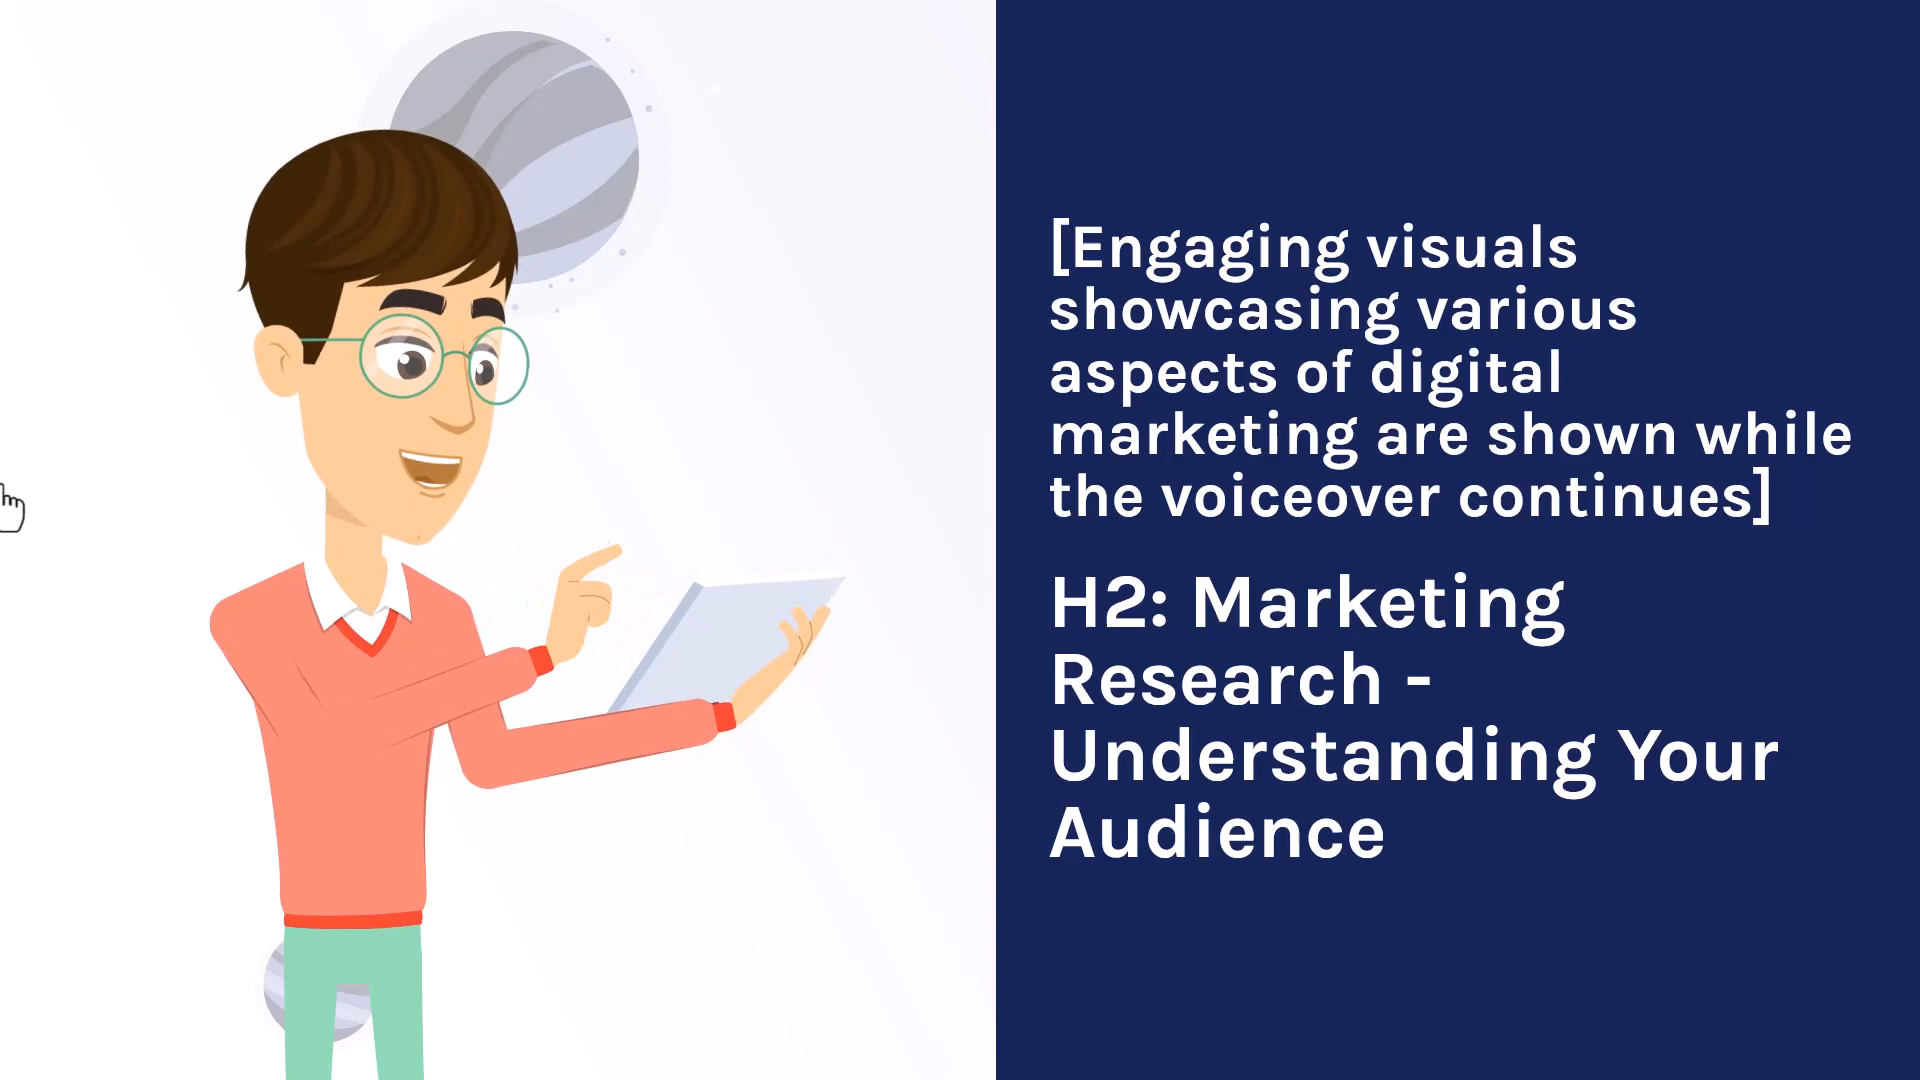 [Engaging visuals
showcasing various
aspects of digital
marketing are shown while
the voiceover continues]
H2: Marketing
Research -
Understanding Your
Audience